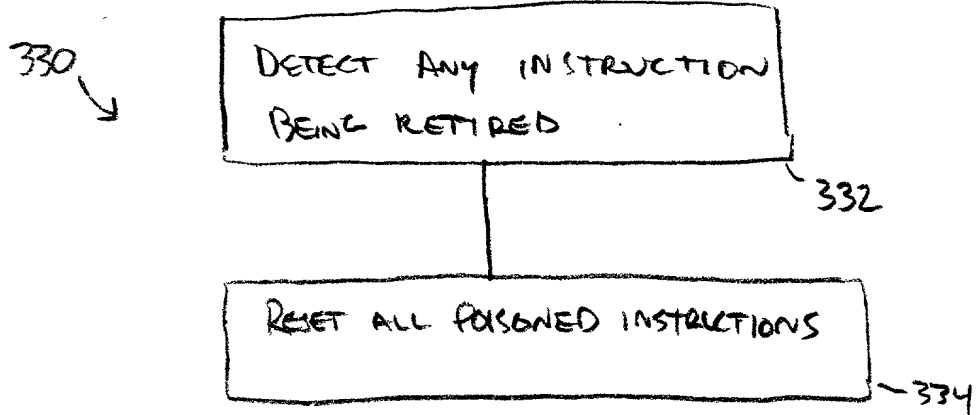 330
DETECT ANY INSTRUCTION
BEING RETIRED
332
RESET ALL POISONED INSTRUCTIONS
334